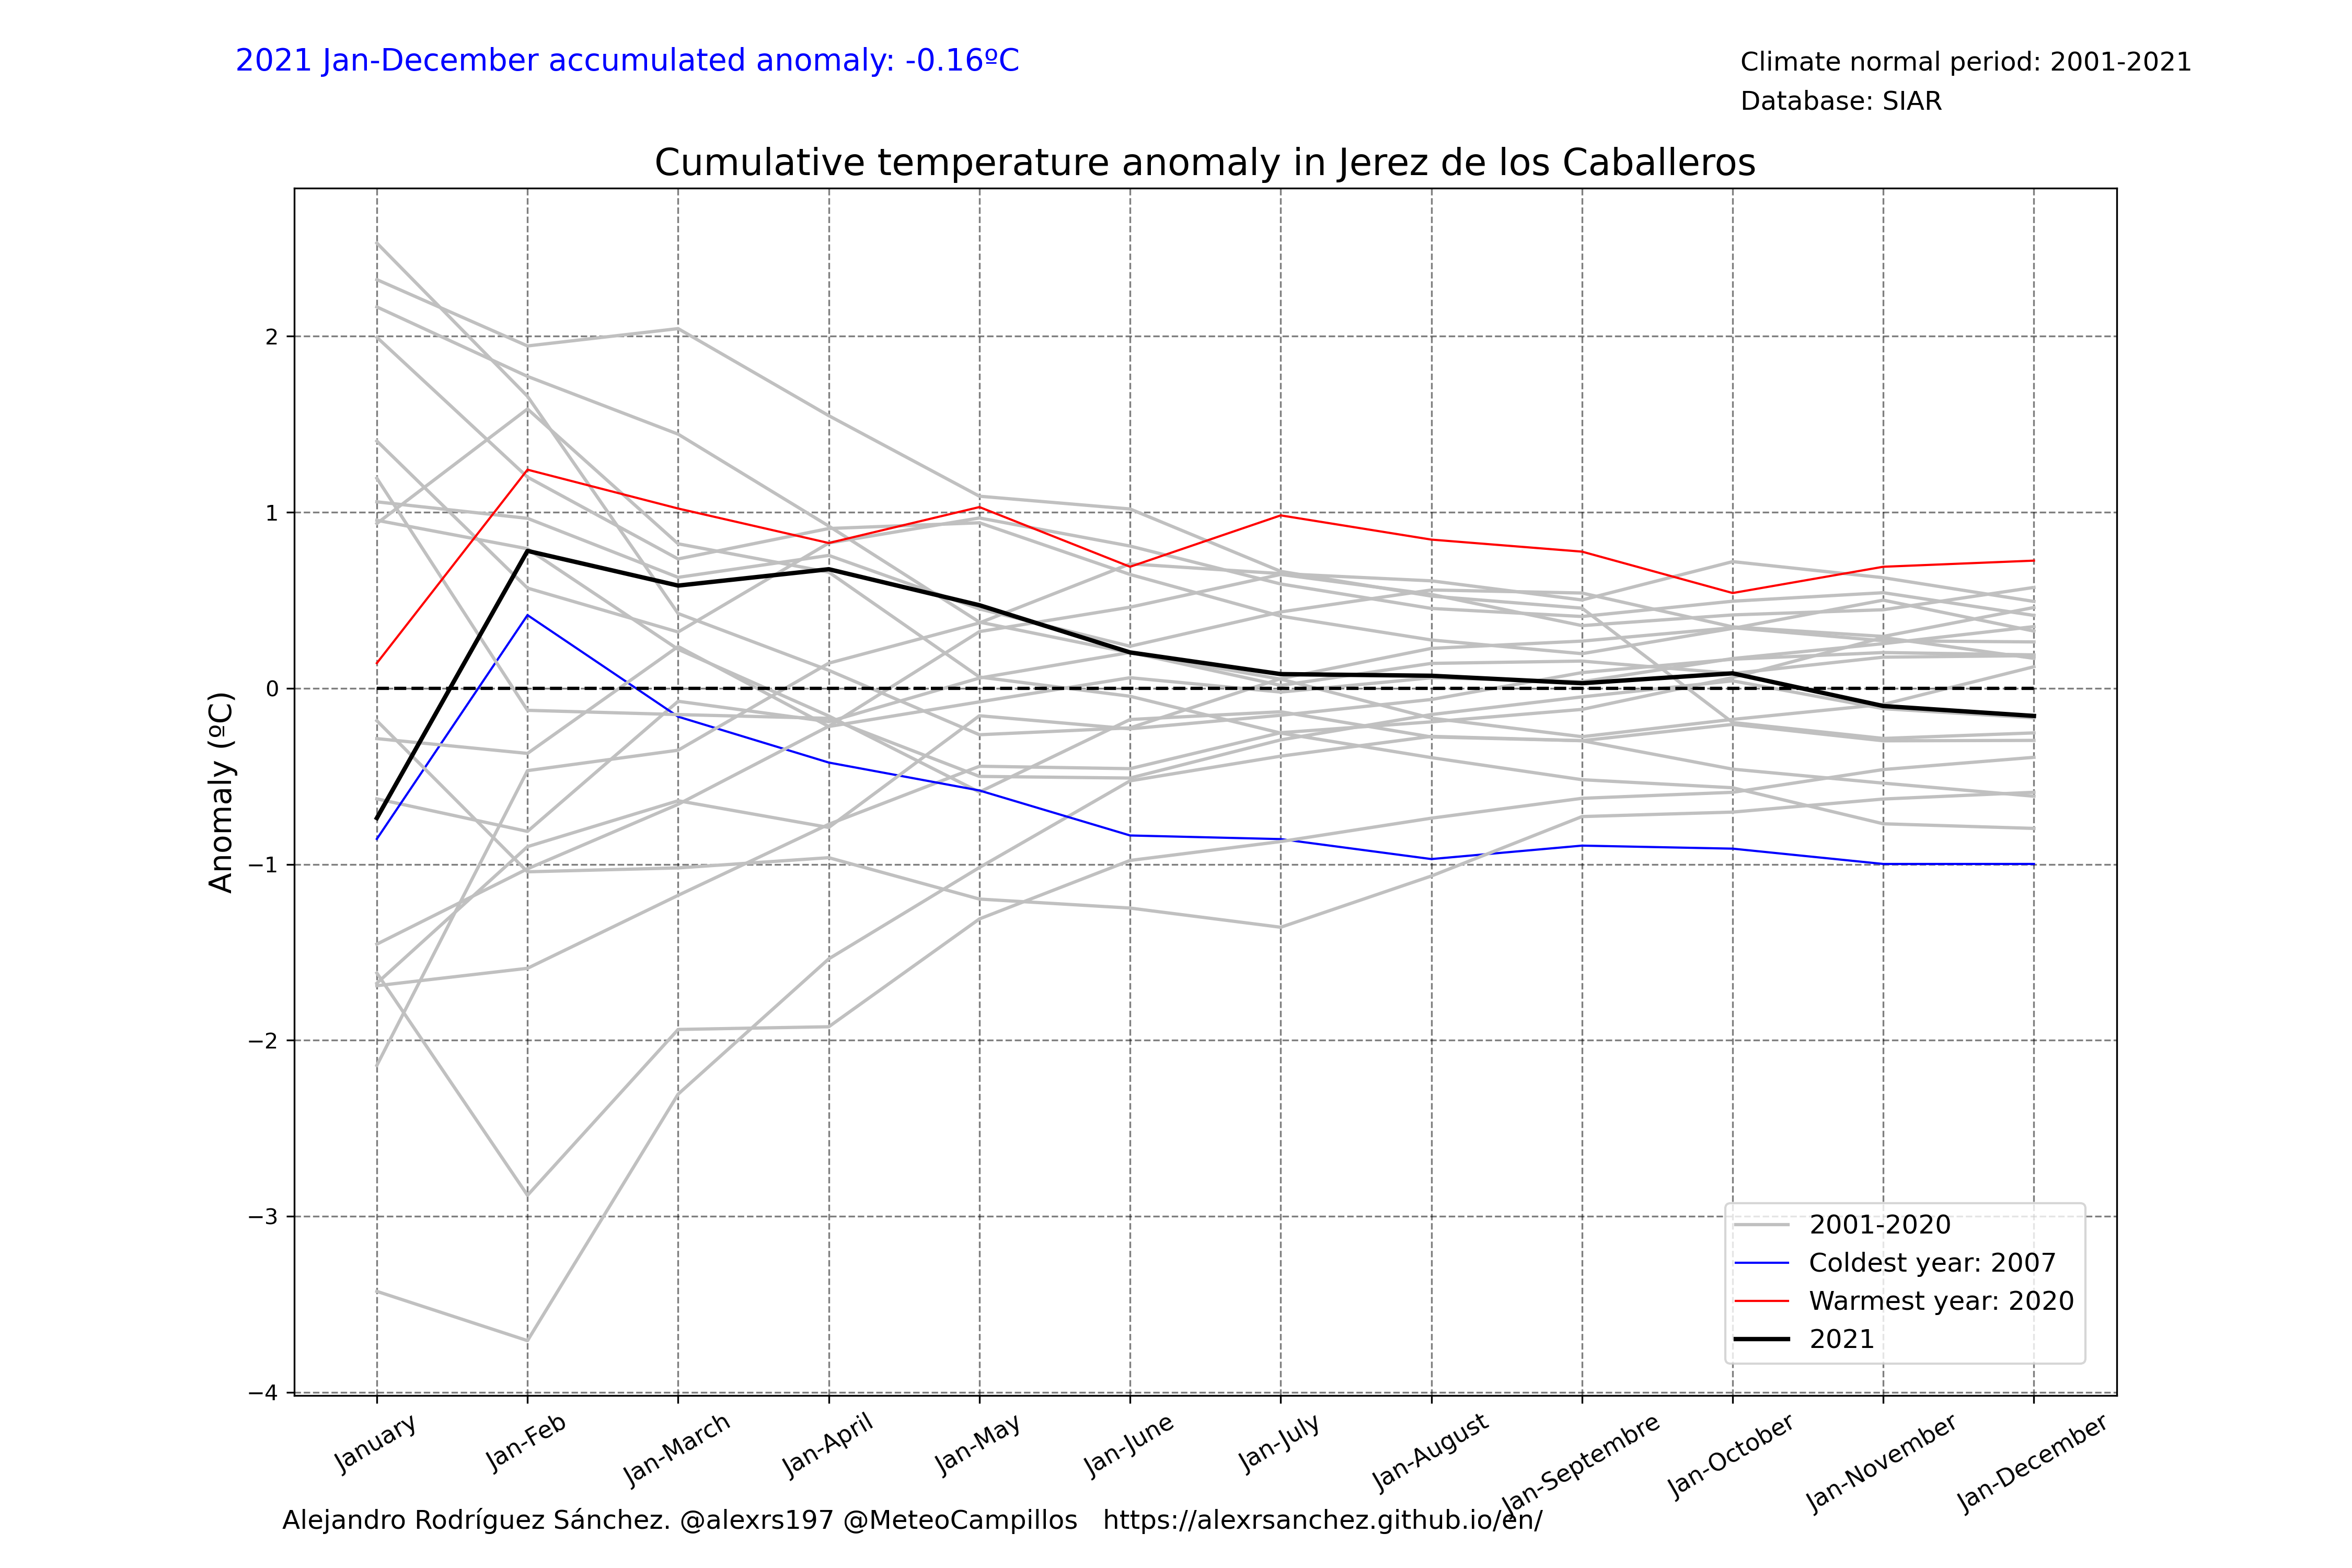 2021 Jan-December accumulated anomaly: -0.16ºC
Climate normal period: 2001-2021
Database: SIAR
Cumulative temperature anomaly in Jerez de los Caballeros
Anomaly (ºC)
2
1
0
−1
−2
−3
−4
2001-2020
Coldest year: 2007
Warmest year: 2020
2021
January
Jan-Feb
Jan-March
Jan-April
Jan-May
Jan-June
Jan-July
Jan-August
Jan-Septembre
Jan-October
Jan-November
Jan-December
Alejandro Rodríguez Sánchez. @alexrs197 @MeteoCampillos https://alexrsanchez.github.io/en/